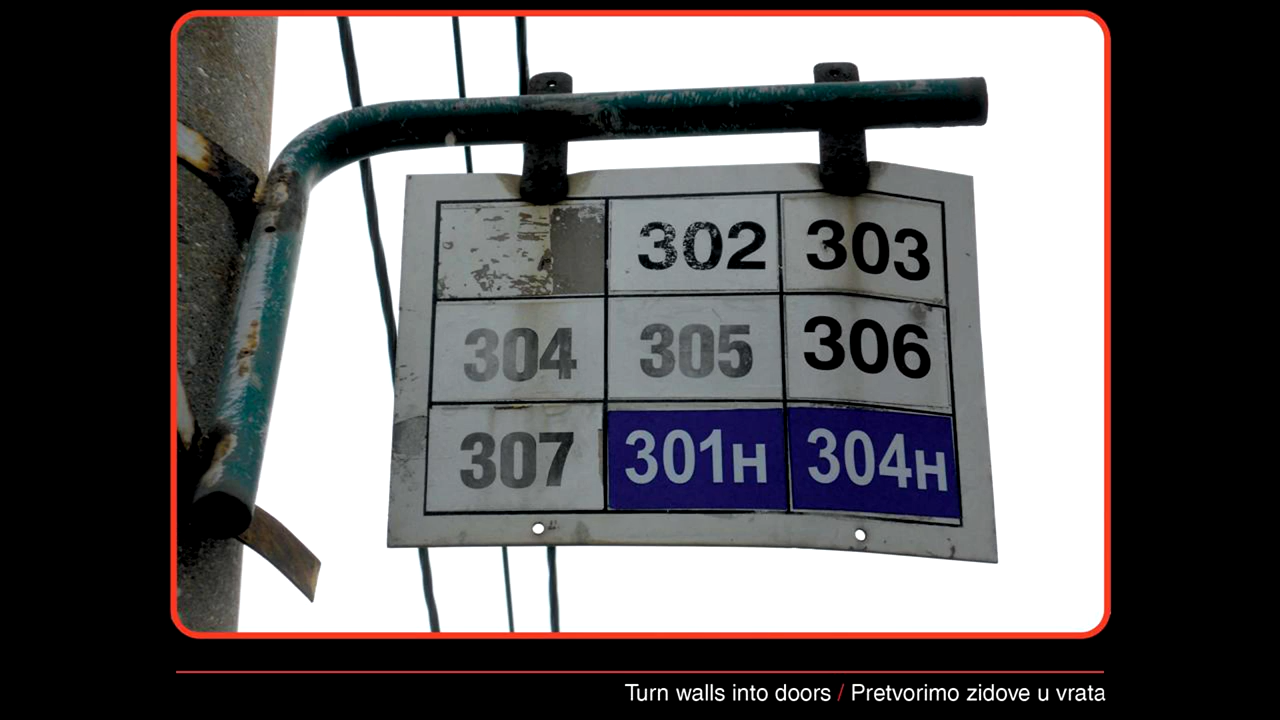 302 303
304 305 306
307 301н 304н
Turn walls into doors / Pretvorimo zidove u vrata